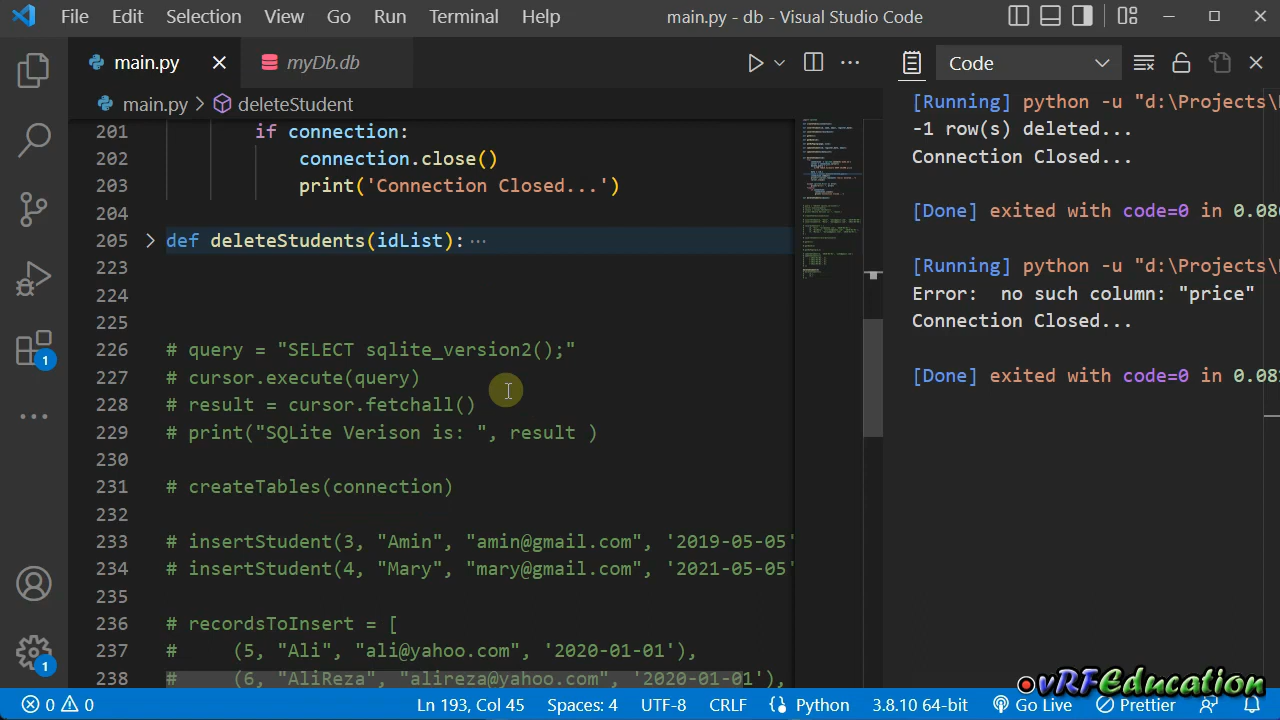 File Edit Selection View Go Run Terminal Help main.py - db - Visual Studio Code
main.py myDb.db Code
main.py > deleteStudent
201 if connection:
202 connection.close()
203 print('Connection Closed...')
204
205 def deleteStudents(idList): ...
223
224
225
226 # query = "SELECT sqlite_version2();"
227 # cursor.execute(query)
228 # result = cursor.fetchall()
229 # print("SQLite Verison is: ", result )
230
231 # createTables(connection)
232
233 # insertStudent(3, "Amin", "amin@gmail.com", '2019-05-05'
234 # insertStudent(4, "Mary", "mary@gmail.com", '2021-05-05'
235
236 # recordsToInsert = [
237 # (5, "Ali", "ali@yahoo.com", '2020-01-01'),
238 # (6, "AliReza", "alireza@yahoo.com", '2020-01-01'),
[Running] python -u "d:\Projects\
-1 row(s) deleted...
Connection Closed...
[Done] exited with code=0 in 0.08
[Running] python -u "d:\Projects\
Error: no such column: "price"
Connection Closed...
[Done] exited with code=0 in 0.08
1
1
0 0 Ln 193, Col 45 Spaces: 4 UTF-8 CRLF Python 3.8.10 64-bit Go Live Prettier
vRFEducation